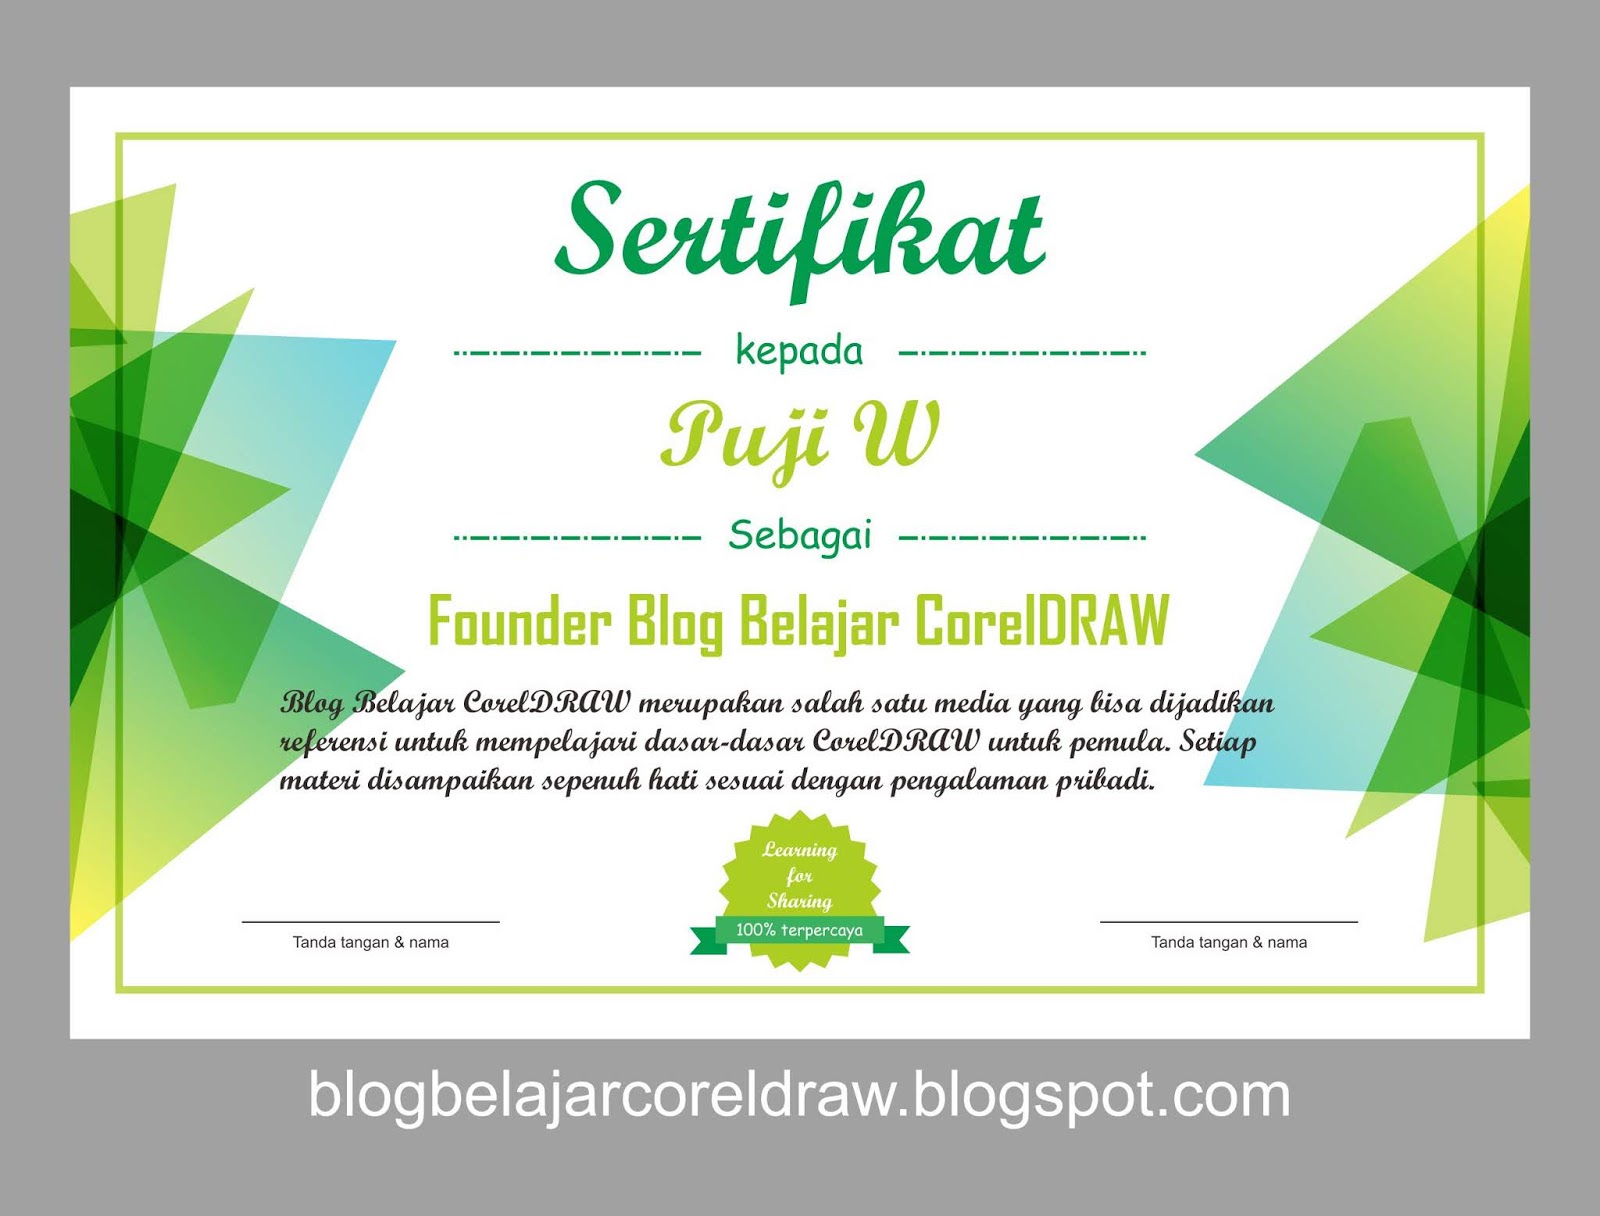 Sertifikat
kepada
Puji W
Sebagai
Founder Blog Belajar CorelDRAW
Blog Belajar CorelDRAW merupakan salah satu media yang bisa dijadikan
referensi untuk mempelajari dasar-dasar CorelDRAW untuk pemula. Setiap
materi disampaikan sepenuh hati sesuai dengan pengalaman pribadi.
Learning
for
Sharing
100% terpercaya
Tanda tangan & nama
Tanda tangan & nama
blogbelajarcoreldraw.blogspot.com